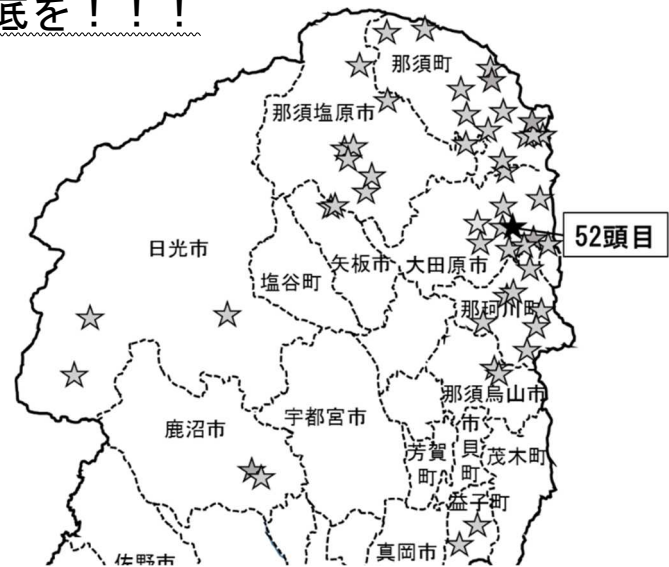 底を！！！
那須町
那須塩原市
52頭目
日光市
矢板市
大田原市
塩谷町
那珂川町
那須烏山市
宇都宮市
鹿沼市
市貝町
芳賀町
茂木町
益子町
真岡市
佐野市